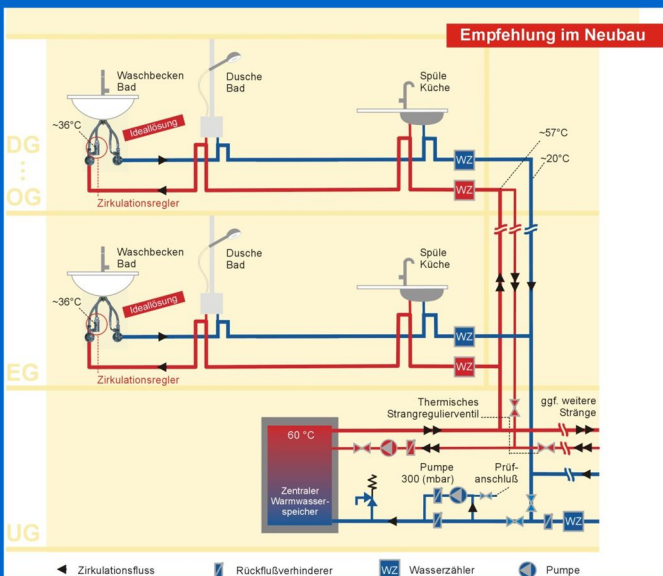 Empfehlung im Neubau
Waschbecken
Bad
Dusche
Bad
Spüle
Küche
~36°C
Ideallösung
~57°C
~20°C
DG
OG
WZ
WZ
Zirkulationsregler
Waschbecken
Bad
Dusche
Bad
Spüle
Küche
~36°C
Ideallösung
WZ
WZ
EG
Zirkulationsregler
Thermisches
Strangregulierventil
ggf. weitere
Stränge
60 °C
Zentraler
Warmwasser-
speicher
Pumpe
300 (mbar)
Prüf-
anschluß
WZ
UG
Zirkulationsfluss
Rückflußverhinderer
WZ Wasserzähler
Pumpe